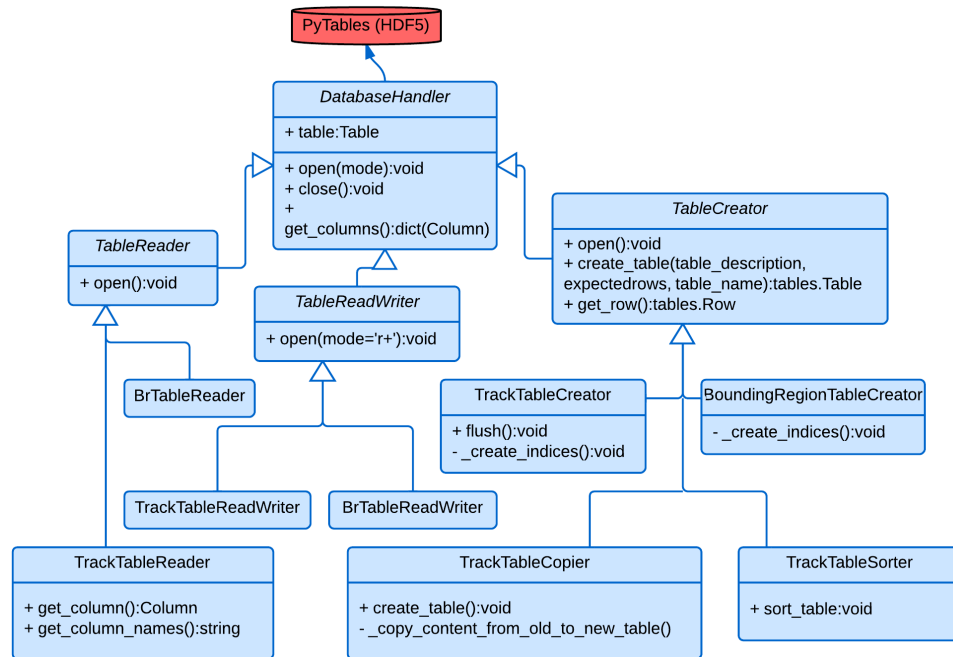 PyTables (HDF5)
DatabaseHandler
+ table:Table
+ open(mode):void
+ close():void
+
get_columns():dict(Column)
TableCreator
+ open():void
+ create_table(table_description,
expectedrows, table_name):tables.Table
+ get_row():tables.Row
TableReader
+ open():void
TableReadWriter
+ open(mode='r+'):void
BrTableReader
TrackTableCreator
+ flush():void
- _create_indices():void
BoundingRegionTableCreator
- _create_indices():void
TrackTableReadWriter
BrTableReadWriter
TrackTableReader
+ get_column():Column
+ get_column_names():string
TrackTableCopier
+ create_table():void
- _copy_content_from_old_to_new_table()
TrackTableSorter
+ sort_table:void